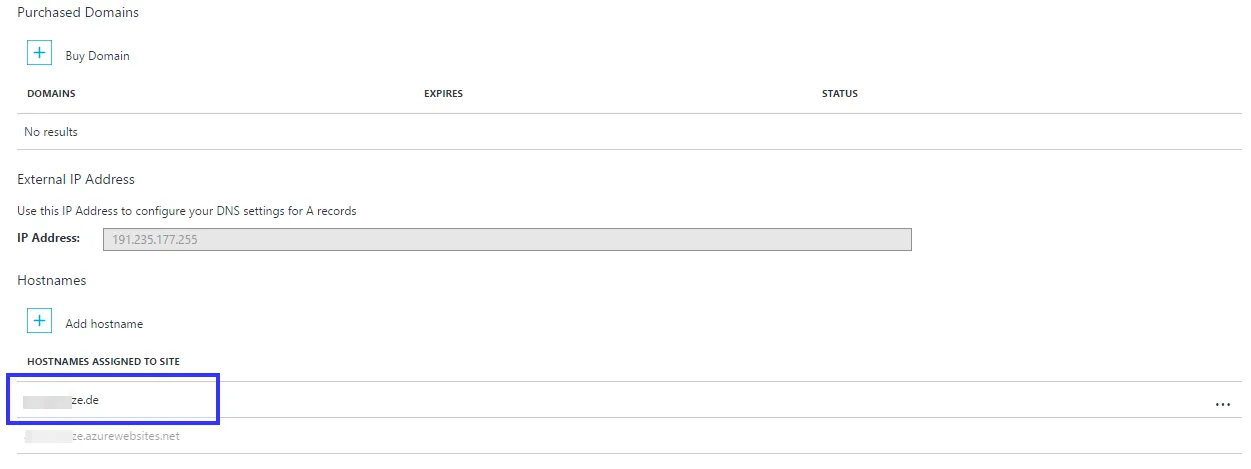 Purchased Domains
Buy Domain
DOMAINS EXPIRES STATUS
No results
External IP Address
Use this IP Address to configure your DNS settings for A records
IP Address: 191.235.177.255
Hostnames
Add hostname
HOSTNAMES ASSIGNED TO SITE
ze.de ...
ze.azurewebsites.net